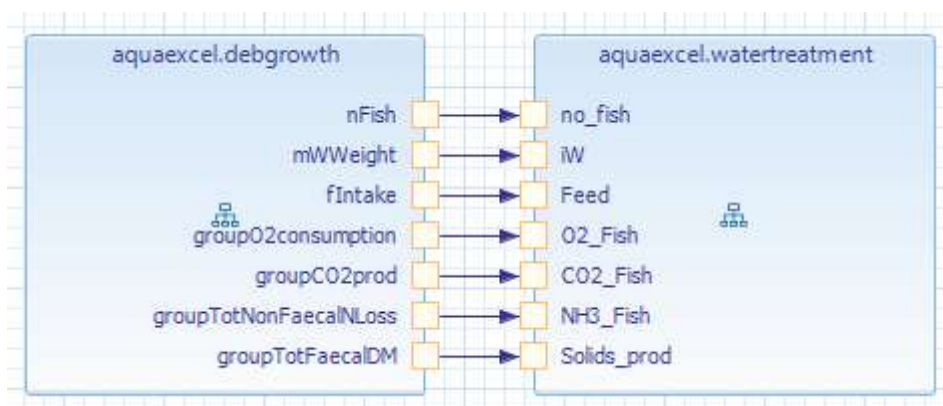 aquaexcel.debgrowth aquaexcel.watertreatment
nFish no_fish
mWWeight iW
fIntake Feed
groupO2consumption O2_Fish
groupCO2prod CO2_Fish
groupTotNonFaecalNLoss NH3_Fish
groupTotFaecalDM Solids_prod